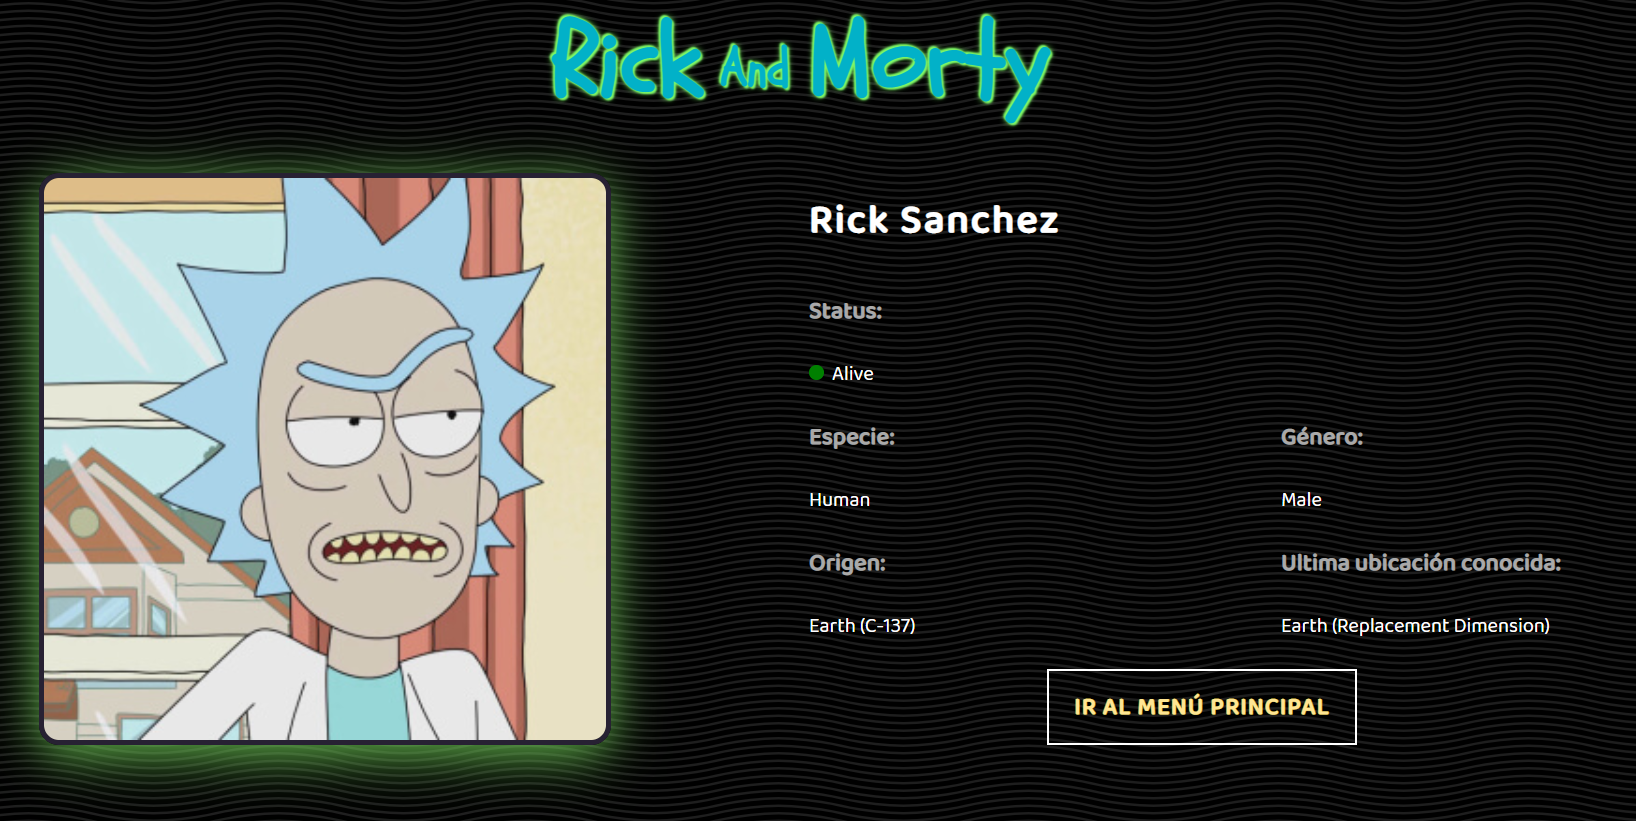 Rick And Morty
Rick Sanchez
Status:
Alive
Especie:
Género:
Human
Male
Origen:
Ultima ubicación conocida:
Earth (C-137)
Earth (Replacement Dimension)
IR AL MENÚ PRINCIPAL